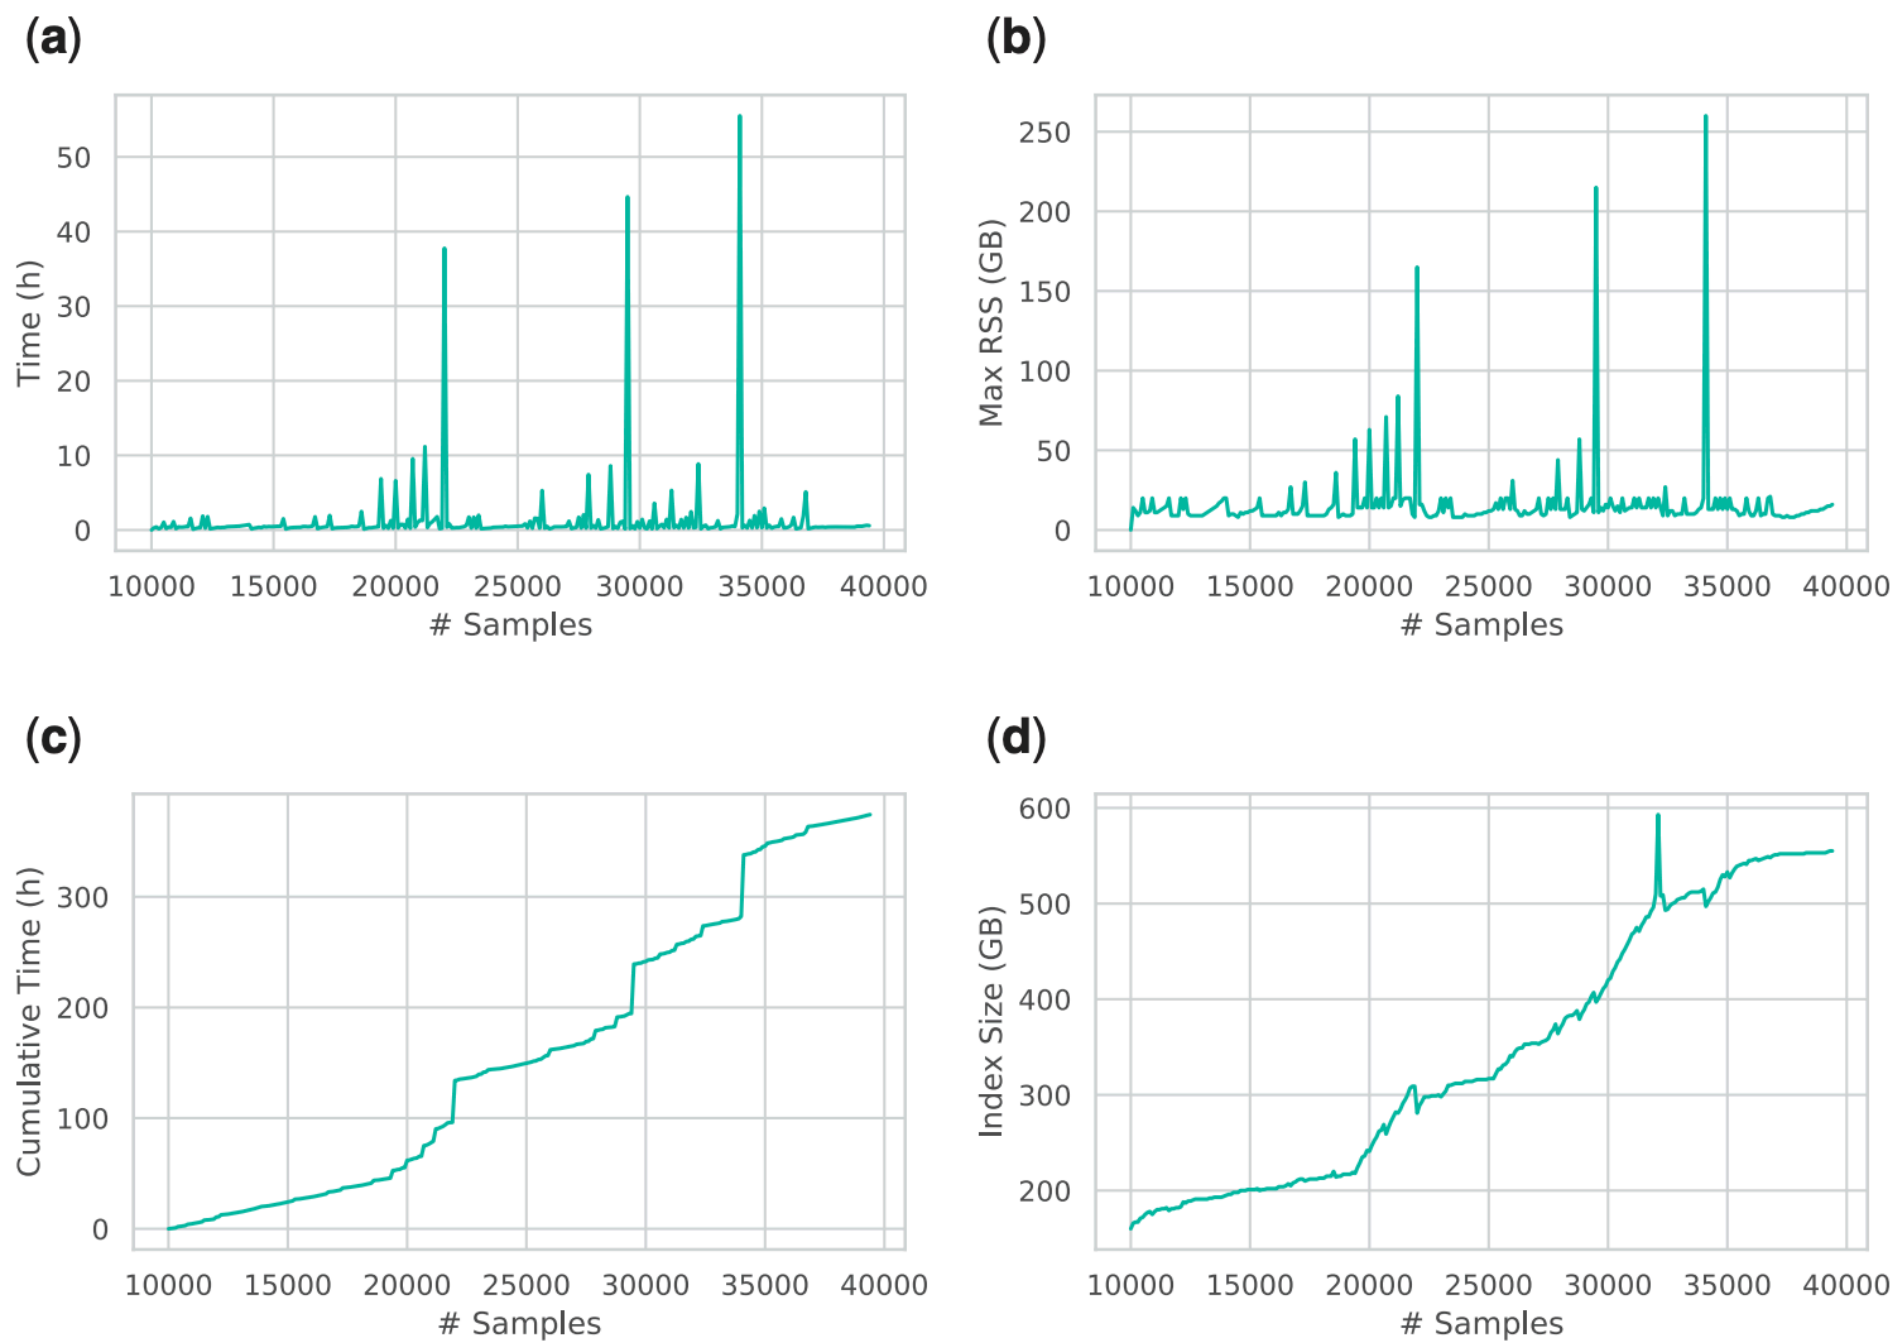 (a)
50
40
30
20
10
0
Time (h)
10000 15000 20000 25000 30000 35000 40000
# Samples
(b)
250
200
150
100
50
0
Max RSS (GB)
10000 15000 20000 25000 30000 35000 40000
# Samples
(c)
300
200
100
0
Cumulative Time (h)
10000 15000 20000 25000 30000 35000 40000
# Samples
(d)
600
500
400
300
200
Index Size (GB)
10000 15000 20000 25000 30000 35000 40000
# Samples